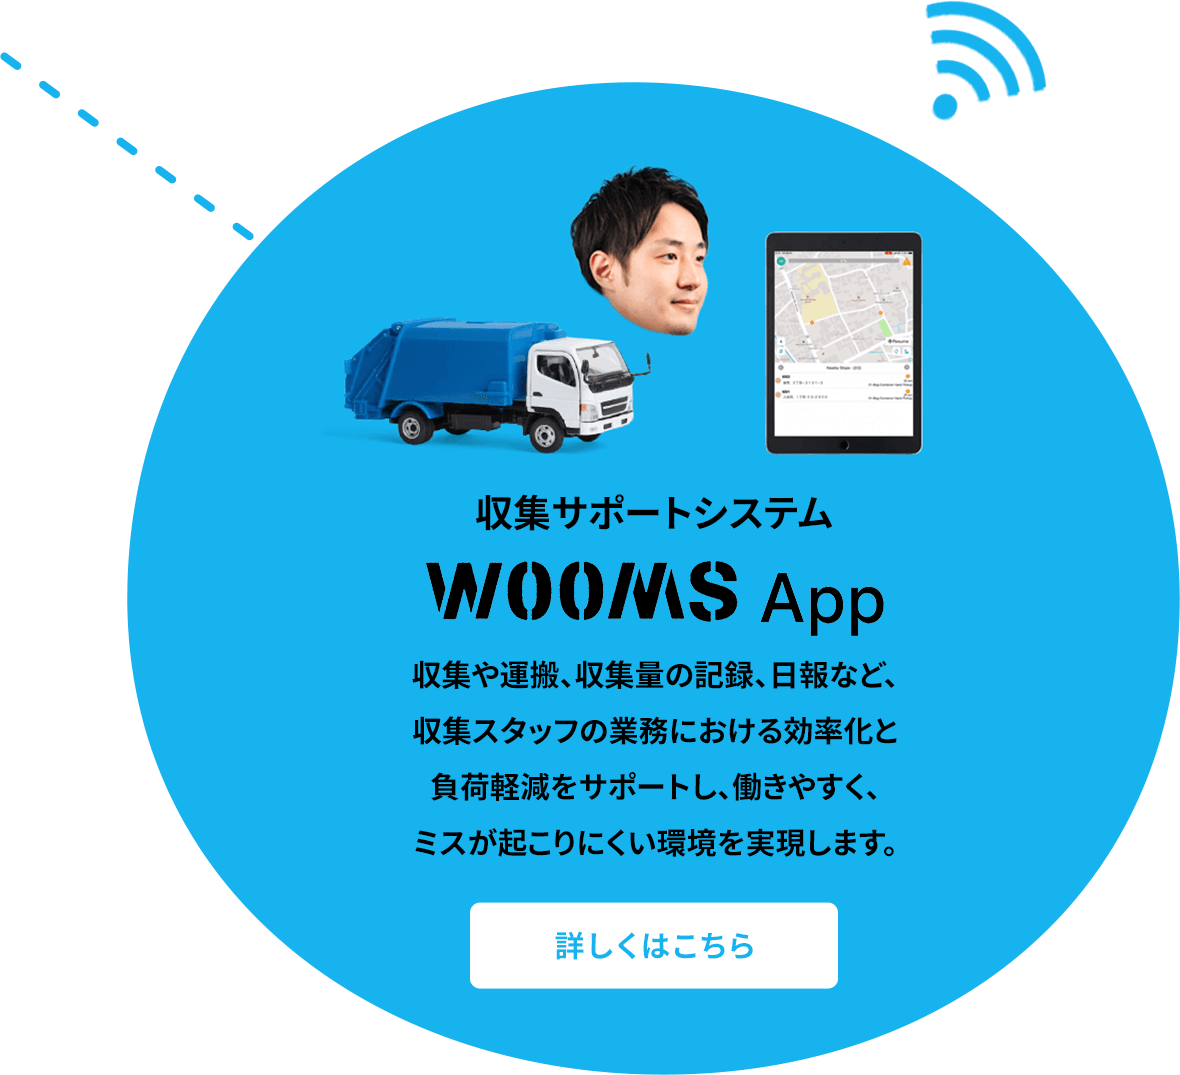 Resume
収集サポートシステム
WOOMS App
収集や運搬、収集量の記録、日報など、
収集スタッフの業務における効率化と
負荷軽減をサポートし、働きやすく、
ミスが起こりにくい環境を実現します。
詳しくはこちら